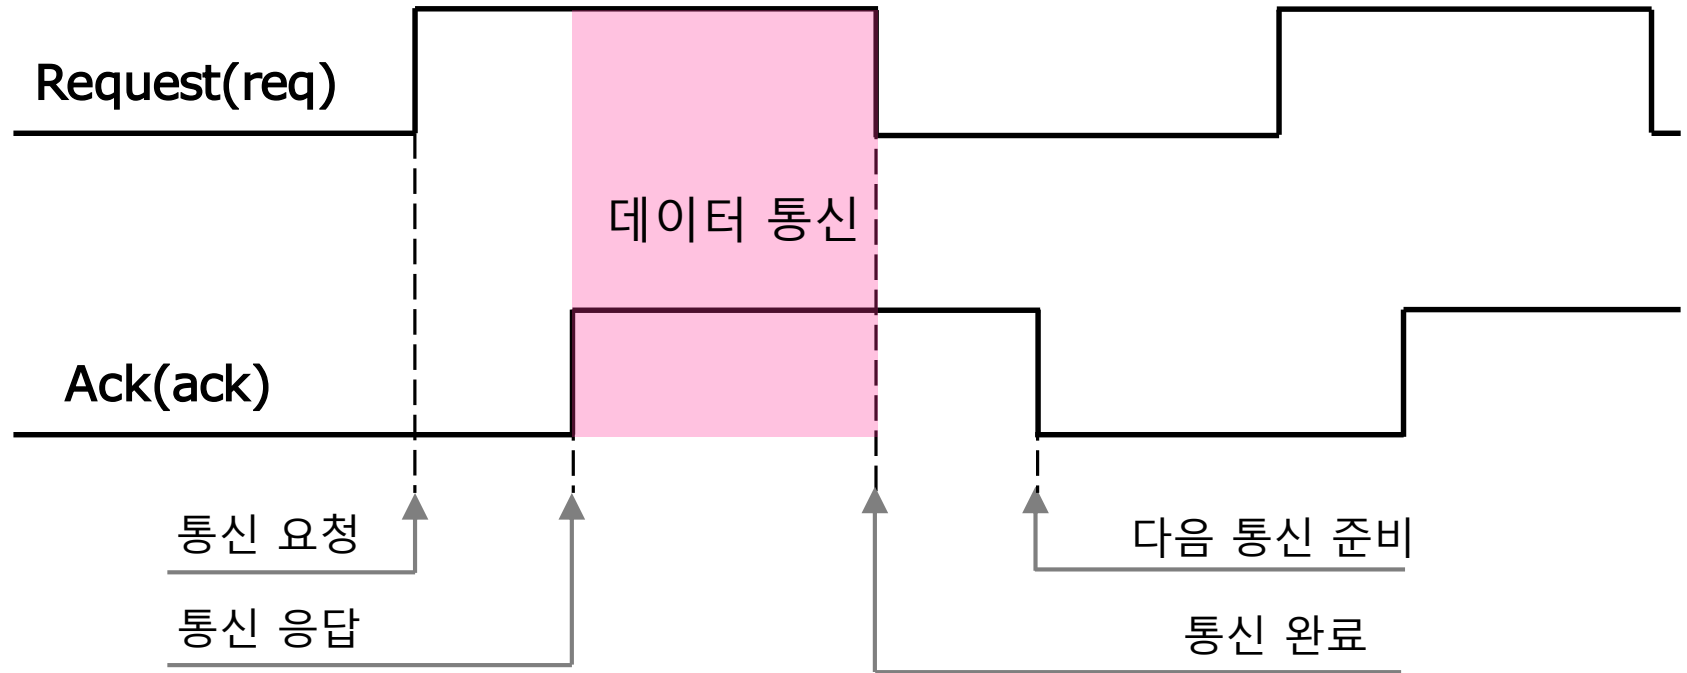 Request(req)
데이터 통신
Ack(ack)
통신 요청
다음 통신 준비
통신 응답
통신 완료